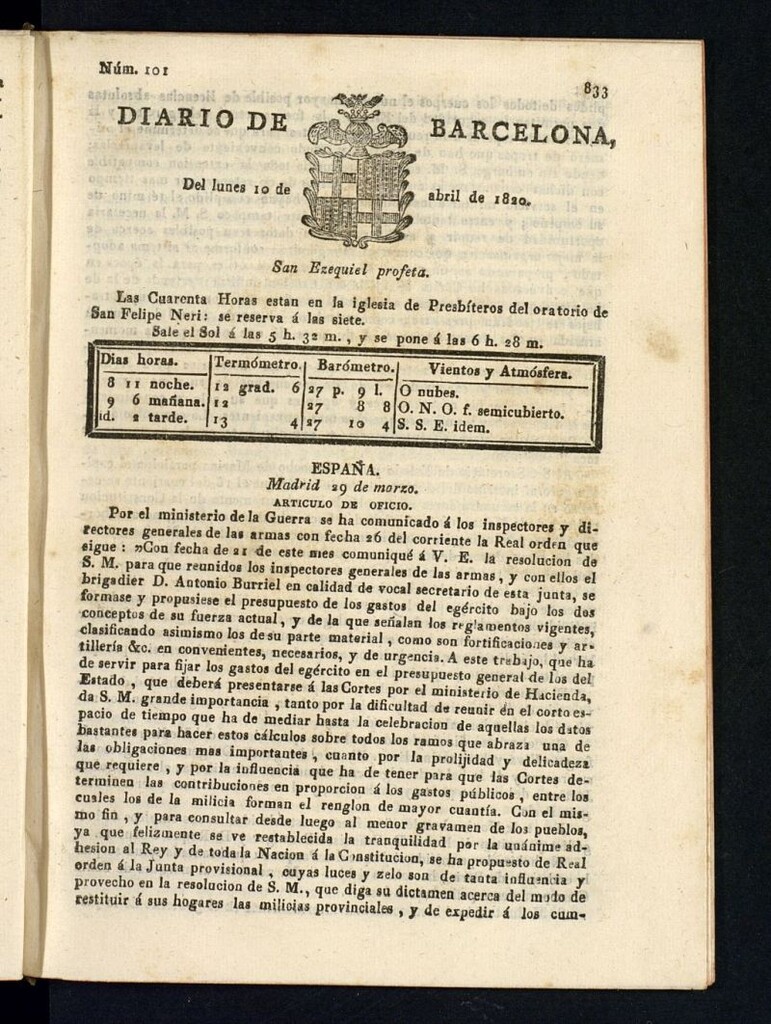 Núm. 101
833
DIARIO DE BARCELONA,
Del lunes 10 de abril de 1820.
San Ezequiel profeta.
Las Cuarenta Horas estan en la iglesia de Presbíteros del oratorio de
San Felipe Neri: se reserva á las siete.
Sale el Sol á las 5 h. 32 m., y se pone á las 6 h. 28 m.
Dias horas. Termómetro. Barómetro. Vientos y Atmósfera.
8 11 noche. 12 grad. 6 27 p. 9 l. O nubes.
9 6 mañana. 12 27 8 8 O. N. O. f. semicubierto.
id. 2 tarde. 13 4 27 10 4 S. S. E. idem.
ESPAÑA.
Madrid 29 de marzo.
ARTICULO DE OFICIO.
Por el ministerio de la Guerra se ha comunicado á los inspectores y di-
rectores generales de las armas con fecha 26 del corriente la Real orden que
sigue: »Con fecha de 21 de este mes comuniqué á V. E. la resolucion de
S. M. para que reunidos los inspectores generales de las armas, y con ellos el
brigadier D. Antonio Burriel en calidad de vocal secretario de esta junta, se
formase y propusiese el presupuesto de los gastos del egército bajo los dos
conceptos de su fuerza actual, y de la que señalan los reglamentos vigentes,
clasificando asimismo los de su parte material, como son fortificaciones y ar-
tillería &c. en convenientes, necesarios, y de urgencia. A este trabajo, que ha
de servir para fijar los gastos del egército en el presupuesto general de los del
Estado, que deberá presentarse á las Cortes por el ministerio de Hacienda,
da S. M. grande importancia, tanto por la dificultad de reunir en el corto es-
pacio de tiempo que ha de mediar hasta la celebracion de aquellas los datos
bastantes para hacer estos cálculos sobre todos los ramos que abraza una de
las obligaciones mas importantes, cuanto por la prolijidad y delicadeza
que requiere, y por la influencia que ha de tener para que las Cortes de-
terminen las contribuciones en proporcion á los gastos públicos, entre los
cuales los de la milicia forman el renglon de mayor cuantía. Con el mis-
mo fin, y para consultar desde luego al menor gravamen de los pueblos,
ya que felizmente se ve restablecida la tranquilidad por la unánime ad-
hesion al Rey y de toda la Nacion á la Constitucion, se ha propuesto de Real
orden á la Junta provisional, cuyas luces y zelo son de tanta influencia y
provecho en la resolucion de S. M., que diga su dictamen acerca del modo de
restituir á sus hogares las milicias provinciales, y de expedir á los cum-